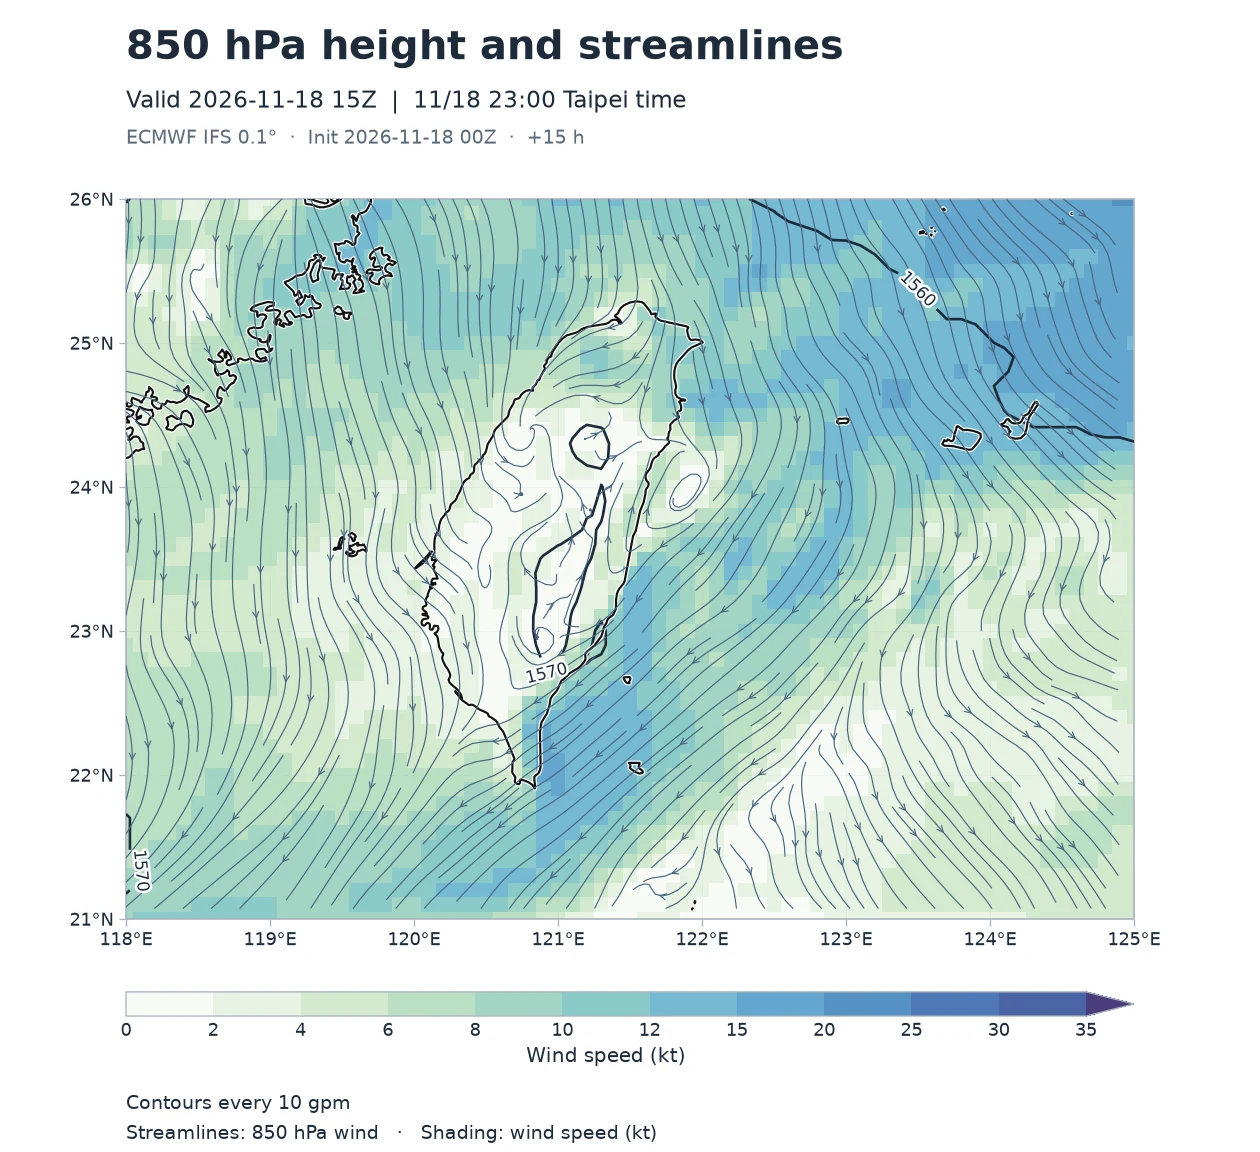 850 hPa height and streamlines
Valid 2026-11-18 15Z | 11/18 23:00 Taipei time
ECMWF IFS 0.1° · Init 2026-11-18 00Z · +15 h
26°N
1560
25°N
24°N
23°N
1570
22°N
1570
21°N
118°E 119°E 120°E 121°E 122°E 123°E 124°E 125°E
0 2 4 6 8 10 12 15 20 25 30 35
Wind speed (kt)
Contours every 10 gpm
Streamlines: 850 hPa wind · Shading: wind speed (kt)